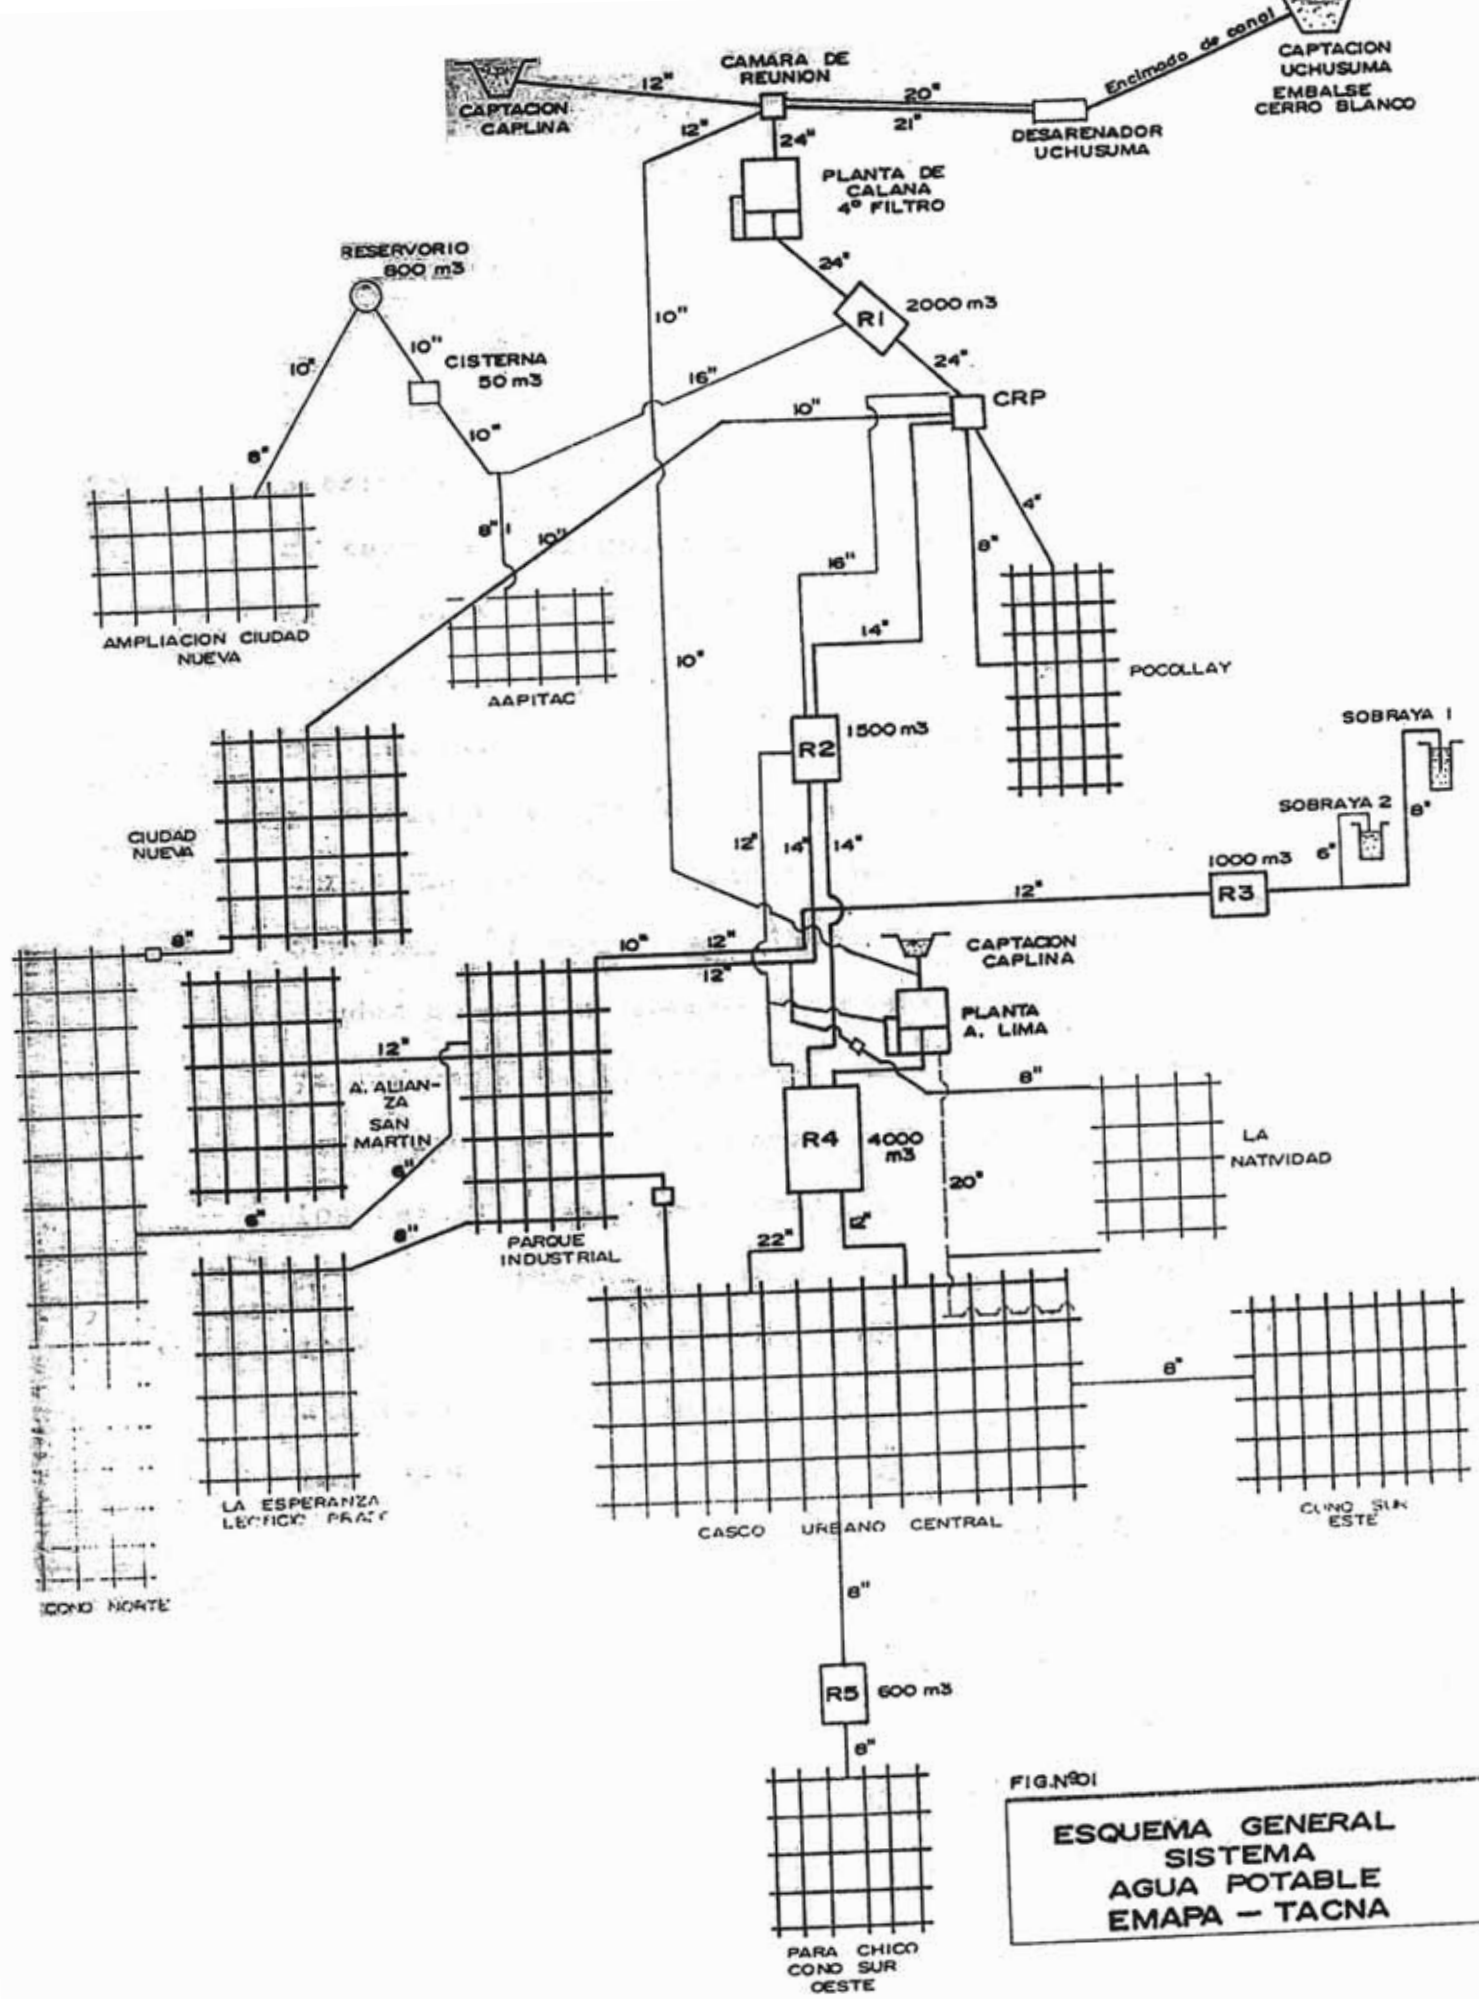 CAPTACION
UCHUSUMA
EMBALSE
CERRO BLANCO
Encimado de canal
CAMARA DE
REUNION
12"
CAPTACION
CAPLINA
20"
21"
DESARENADOR
UCHUSUMA
12"
24"
PLANTA DE
CALANA
4º FILTRO
RESERVORIO
800 m3
24"
R1
2000 m3
10"
10"
10"
CISTERNA
50 m3
24"
16"
CRP
10"
10"
8"
4"
8"
10"
8"
16"
14"
10"
AMPLIACION CIUDAD
NUEVA
AAPITAC
POCOLLAY
SOBRAYA 1
R2
1500 m3
SOBRAYA 2
8"
6"
CIUDAD
NUEVA
12"
14"
14"
1000 m3
R3
12"
8"
10"
12"
12"
CAPTACION
CAPLINA
PLANTA
A. LIMA
12"
A. ALIAN-
ZA
SAN
MARTIN
6"
6"
8"
8"
R4
4000
m3
LA
NATIVIDAD
20"
22"
12"
PARQUE
INDUSTRIAL
8"
LA ESPERANZA
CASCO URBANO CENTRAL
CONO SUR
ESTE
CONO NORTE
8"
R5
600 m3
8"
PARA CHICO
CONO SUR
OESTE
FIG.Nº01
ESQUEMA GENERAL
SISTEMA
AGUA POTABLE
EMAPA - TACNA